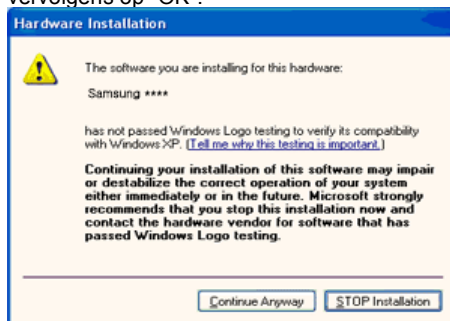 vervolgens op "OK".
Hardware Installation
The software you are installing for this hardware:
Samsung ****
has not passed Windows Logo testing to verify its compatibility
with Windows XP. (Tell me why this testing is important.)
Continuing your installation of this software may impair
or destabilize the correct operation of your system
either immediately or in the future. Microsoft strongly
recommends that you stop this installation now and
contact the hardware vendor for software that has
passed Windows Logo testing.
Continue Anyway
STOP Installation